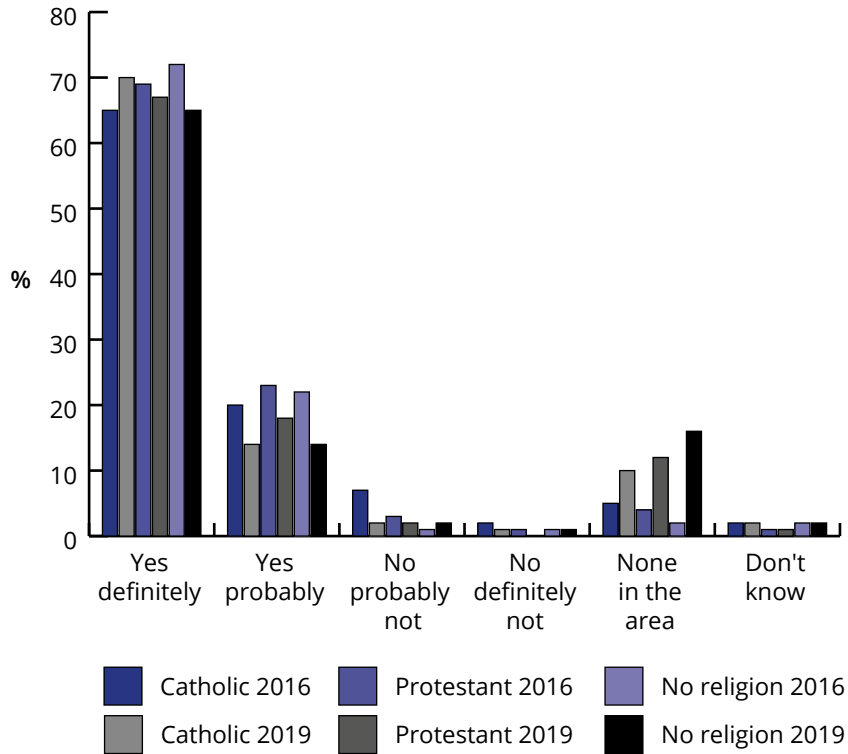 80
70
60
50
%
40
30
20
10
0
Yes
definitely
Yes
probably
No
probably
not
No
definitely
not
None
in the
area
Don't
know
Catholic 2016
Protestant 2016
No religion 2016
Catholic 2019
Protestant 2019
No religion 2019